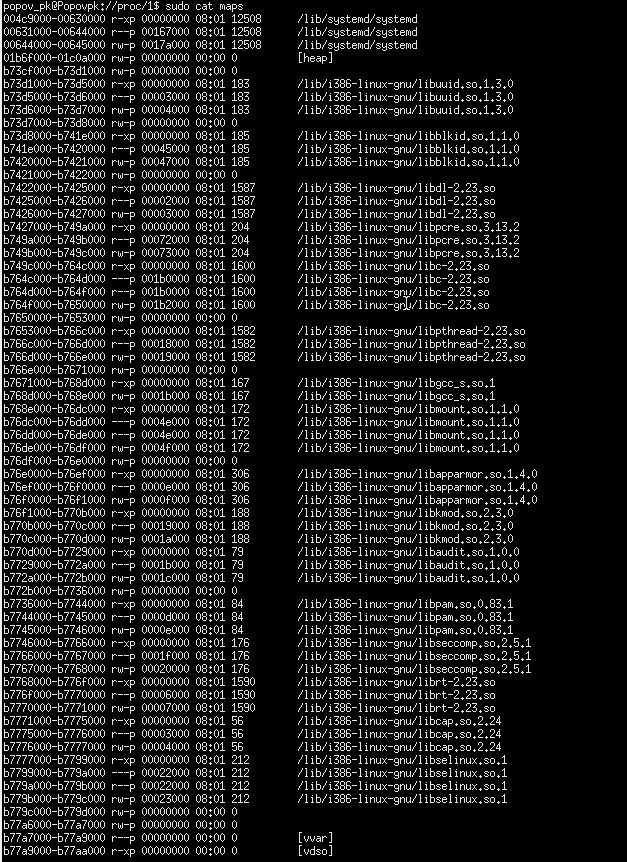 popov_pk@Popovpk://proc/1$ sudo cat maps
004c9000-00630000 r-xp 00000000 08:01 12508 /lib/systemd/systemd
00631000-00644000 r--p 00167000 08:01 12508 /lib/systemd/systemd
00644000-00645000 rw-p 0017a000 08:01 12508 /lib/systemd/systemd
01b6f000-01c0a000 rw-p 00000000 00:00 0 [heap]
b73cf000-b73d1000 rw-p 00000000 00:00 0
b73d1000-b73d5000 r-xp 00000000 08:01 183 /lib/i386-linux-gnu/libuuid.so.1.3.0
b73d5000-b73d6000 r--p 00003000 08:01 183 /lib/i386-linux-gnu/libuuid.so.1.3.0
b73d6000-b73d7000 rw-p 00004000 08:01 183 /lib/i386-linux-gnu/libuuid.so.1.3.0
b73d7000-b73d8000 rw-p 00000000 00:00 0
b73d8000-b741e000 r-xp 00000000 08:01 185 /lib/i386-linux-gnu/libblkid.so.1.1.0
b741e000-b7420000 r--p 00045000 08:01 185 /lib/i386-linux-gnu/libblkid.so.1.1.0
b7420000-b7421000 rw-p 00047000 08:01 185 /lib/i386-linux-gnu/libblkid.so.1.1.0
b7421000-b7422000 rw-p 00000000 00:00 0
b7422000-b7425000 r-xp 00000000 08:01 1587 /lib/i386-linux-gnu/libdl-2.23.so
b7425000-b7426000 r--p 00002000 08:01 1587 /lib/i386-linux-gnu/libdl-2.23.so
b7426000-b7427000 rw-p 00003000 08:01 1587 /lib/i386-linux-gnu/libdl-2.23.so
b7427000-b749a000 r-xp 00000000 08:01 204 /lib/i386-linux-gnu/libpcre.so.3.13.2
b749a000-b749b000 r--p 00072000 08:01 204 /lib/i386-linux-gnu/libpcre.so.3.13.2
b749b000-b749c000 rw-p 00073000 08:01 204 /lib/i386-linux-gnu/libpcre.so.3.13.2
b749c000-b764c000 r-xp 00000000 08:01 1600 /lib/i386-linux-gnu/libc-2.23.so
b764c000-b764d000 ---p 001b0000 08:01 1600 /lib/i386-linux-gnu/libc-2.23.so
b764d000-b764f000 r--p 001b0000 08:01 1600 /lib/i386-linux-gnu/libc-2.23.so
b764f000-b7650000 rw-p 001b2000 08:01 1600 /lib/i386-linux-gnu/libc-2.23.so
b7650000-b7653000 rw-p 00000000 00:00 0
b7653000-b766c000 r-xp 00000000 08:01 1582 /lib/i386-linux-gnu/libpthread-2.23.so
b766c000-b766d000 r--p 00018000 08:01 1582 /lib/i386-linux-gnu/libpthread-2.23.so
b766d000-b766e000 rw-p 00019000 08:01 1582 /lib/i386-linux-gnu/libpthread-2.23.so
b766e000-b7671000 rw-p 00000000 00:00 0
b7671000-b768d000 r-xp 00000000 08:01 167 /lib/i386-linux-gnu/libgcc_s.so.1
b768d000-b768e000 rw-p 0001b000 08:01 167 /lib/i386-linux-gnu/libgcc_s.so.1
b768e000-b76dc000 r-xp 00000000 08:01 172 /lib/i386-linux-gnu/libmount.so.1.1.0
b76dc000-b76dd000 ---p 0004e000 08:01 172 /lib/i386-linux-gnu/libmount.so.1.1.0
b76dd000-b76de000 r--p 0004e000 08:01 172 /lib/i386-linux-gnu/libmount.so.1.1.0
b76de000-b76df000 rw-p 0004f000 08:01 172 /lib/i386-linux-gnu/libmount.so.1.1.0
b76df000-b76e0000 rw-p 00000000 00:00 0
b76e0000-b76ef000 r-xp 00000000 08:01 306 /lib/i386-linux-gnu/libapparmor.so.1.4.0
b76ef000-b76f0000 r--p 0000e000 08:01 306 /lib/i386-linux-gnu/libapparmor.so.1.4.0
b76f0000-b76f1000 rw-p 0000f000 08:01 306 /lib/i386-linux-gnu/libapparmor.so.1.4.0
b76f1000-b770b000 r-xp 00000000 08:01 188 /lib/i386-linux-gnu/libkmod.so.2.3.0
b770b000-b770c000 r--p 00019000 08:01 188 /lib/i386-linux-gnu/libkmod.so.2.3.0
b770c000-b770d000 rw-p 0001a000 08:01 188 /lib/i386-linux-gnu/libkmod.so.2.3.0
b770d000-b7729000 r-xp 00000000 08:01 79 /lib/i386-linux-gnu/libaudit.so.1.0.0
b7729000-b772a000 r--p 0001b000 08:01 79 /lib/i386-linux-gnu/libaudit.so.1.0.0
b772a000-b772b000 rw-p 0001c000 08:01 79 /lib/i386-linux-gnu/libaudit.so.1.0.0
b772b000-b7736000 rw-p 00000000 00:00 0
b7736000-b7744000 r-xp 00000000 08:01 84 /lib/i386-linux-gnu/libpam.so.0.83.1
b7744000-b7745000 r--p 0000d000 08:01 84 /lib/i386-linux-gnu/libpam.so.0.83.1
b7745000-b7746000 rw-p 0000e000 08:01 84 /lib/i386-linux-gnu/libpam.so.0.83.1
b7746000-b7766000 r-xp 00000000 08:01 176 /lib/i386-linux-gnu/libseccomp.so.2.5.1
b7766000-b7767000 r--p 0001f000 08:01 176 /lib/i386-linux-gnu/libseccomp.so.2.5.1
b7767000-b7768000 rw-p 00020000 08:01 176 /lib/i386-linux-gnu/libseccomp.so.2.5.1
b7768000-b776f000 r-xp 00000000 08:01 1590 /lib/i386-linux-gnu/librt-2.23.so
b776f000-b7770000 r--p 00006000 08:01 1590 /lib/i386-linux-gnu/librt-2.23.so
b7770000-b7771000 rw-p 00007000 08:01 1590 /lib/i386-linux-gnu/librt-2.23.so
b7771000-b7775000 r-xp 00000000 08:01 56 /lib/i386-linux-gnu/libcap.so.2.24
b7775000-b7776000 r--p 00003000 08:01 56 /lib/i386-linux-gnu/libcap.so.2.24
b7776000-b7777000 rw-p 00004000 08:01 56 /lib/i386-linux-gnu/libcap.so.2.24
b7777000-b7799000 r-xp 00000000 08:01 212 /lib/i386-linux-gnu/libselinux.so.1
b7799000-b779a000 ---p 00022000 08:01 212 /lib/i386-linux-gnu/libselinux.so.1
b779a000-b779b000 r--p 00022000 08:01 212 /lib/i386-linux-gnu/libselinux.so.1
b779b000-b779c000 rw-p 00023000 08:01 212 /lib/i386-linux-gnu/libselinux.so.1
b779c000-b779d000 rw-p 00000000 00:00 0
b77a6000-b77a7000 rw-p 00000000 00:00 0
b77a7000-b77a9000 r--p 00000000 00:00 0 [vvar]
b77a9000-b77aa000 r-xp 00000000 00:00 0 [vdso]